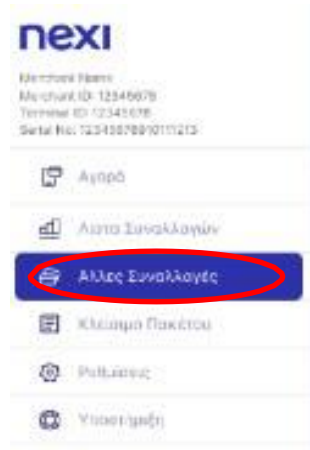 nexi
Merchant Name
Merchant ID: 12345678
Terminal ID: 12345678
Serial No: 12345678910111213
Αγορά
Λίστα Συναλλαγών
Άλλες Συναλλαγές
Κλείσιμο Πακέτου
Ρυθμίσεις
Υποστήριξη